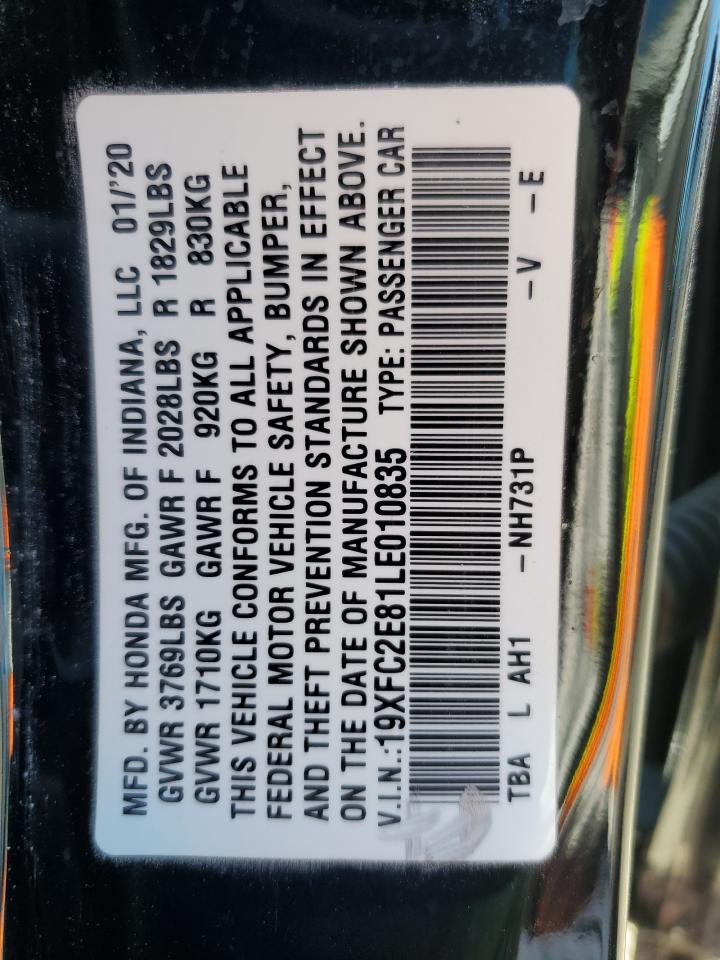 MFD. BY HONDA MFG. OF INDIANA, LLC 01/'20
GVWR 3769LBS GAWR F 2028LBS R 1829LBS
GVWR 1710KG GAWR F 920KG R 830KG
THIS VEHICLE CONFORMS TO ALL APPLICABLE
FEDERAL MOTOR VEHICLE SAFETY, BUMPER,
AND THEFT PREVENTION STANDARDS IN EFFECT
ON THE DATE OF MANUFACTURE SHOWN ABOVE.
V.I.N.:19XFC2E81LE010835 TYPE: PASSENGER CAR
TBA L AH1 -NH731P -V -E